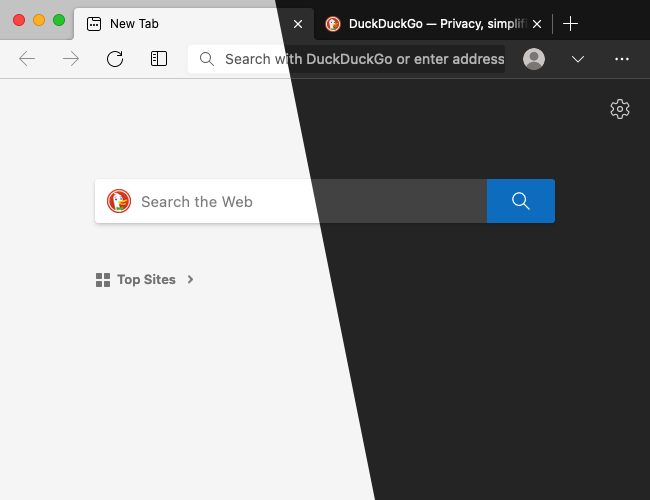 New Tab
DuckDuckGo — Privacy, simplifi
Search with DuckDuckGo or enter address
Search the Web
Top Sites